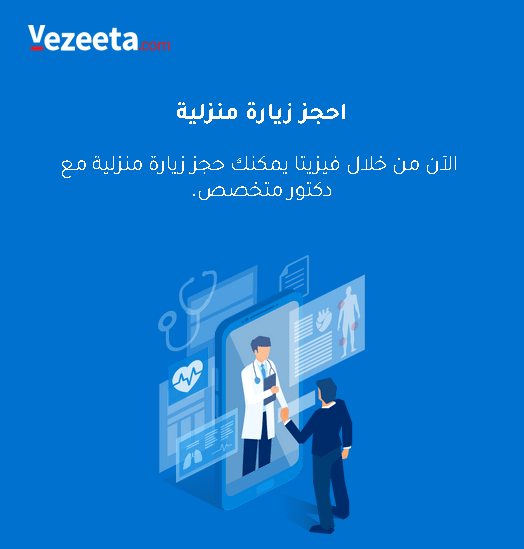 Vezeeta.com
احجز زيارة منزلية
الآن من خلال فيزيتا يمكنك حجز زيارة منزلية مع
دكتور متخصص.